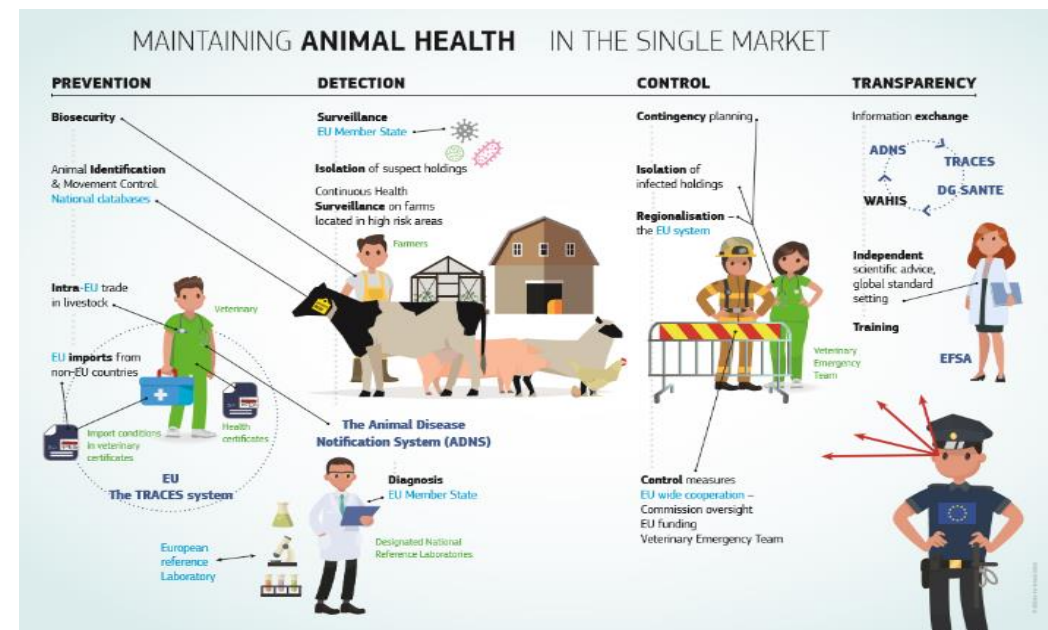 MAINTAINING ANIMAL HEALTH IN THE SINGLE MARKET
PREVENTION
Biosecurity
Animal Identification
& Movement Control.
National databases
Intra-EU trade
in livestock
Veterinary
EU imports from
non-EU countries
Import conditions
in veterinary
certificates
Health
certificates
EU
The TRACES system
DETECTION
Surveillance
EU Member State
Isolation of suspect holdings
Continuous Health
Surveillance on farms
located in high risk areas
Farmers
The Animal Disease
Notification System (ADNS)
Diagnosis
EU Member State
Designated National
Reference Laboratories
European
reference
Laboratory
CONTROL
Contingency planning
Isolation of
infected holdings
Regionalisation –
the EU system
Veterinary
Emergency
Team
Control measures
EU wide cooperation –
Commission oversight
EU funding
Veterinary Emergency Team
TRANSPARENCY
Information exchange
ADNS
TRACES
DG SANTE
WAHIS
Independent
scientific advice,
global standard
setting
Training
EFSA